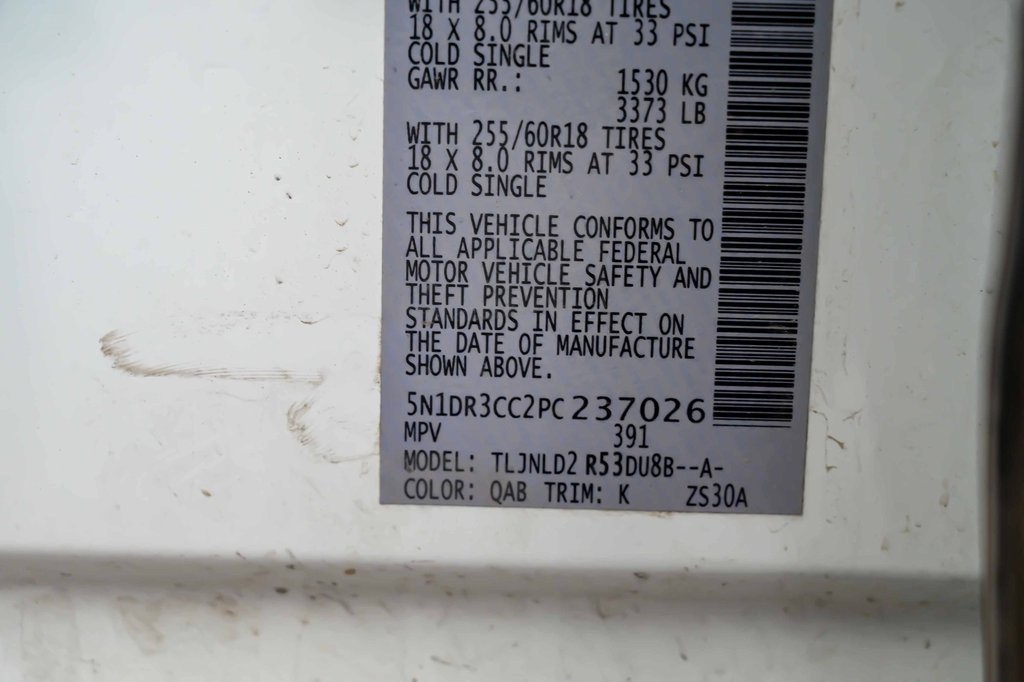 WITH 255/60R18 TIRES
18 X 8.0 RIMS AT 33 PSI
COLD SINGLE
GAWR RR.: 1530 KG
3373 LB
WITH 255/60R18 TIRES
18 X 8.0 RIMS AT 33 PSI
COLD SINGLE
THIS VEHICLE CONFORMS TO
ALL APPLICABLE FEDERAL
MOTOR VEHICLE SAFETY AND
THEFT PREVENTION
STANDARDS IN EFFECT ON
THE DATE OF MANUFACTURE
SHOWN ABOVE.
5N1DR3CC2PC237026
MPV 391
MODEL: TLJNLD2 R53DU8B--A-
COLOR: QAB TRIM: K ZS30A